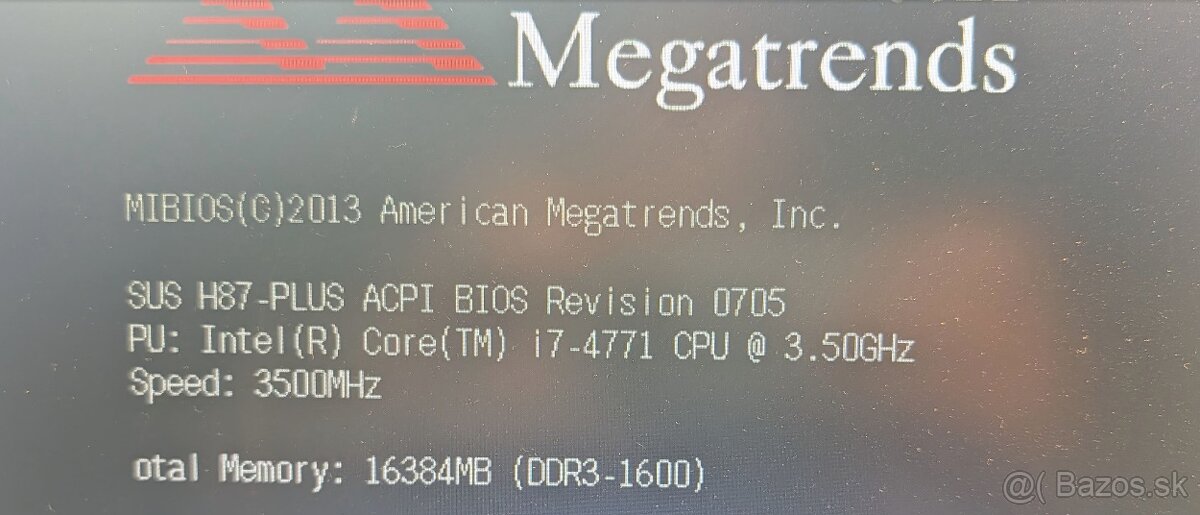 Megatrends
MIBIOS(C)2013 American Megatrends, Inc.
SUS H87-PLUS ACPI BIOS Revision 0705
PU: Intel(R) Core(TM) i7-4771 CPU @ 3.50GHz
Speed: 3500MHz
otal Memory: 16384MB (DDR3-1600)
@( Bazos.sk